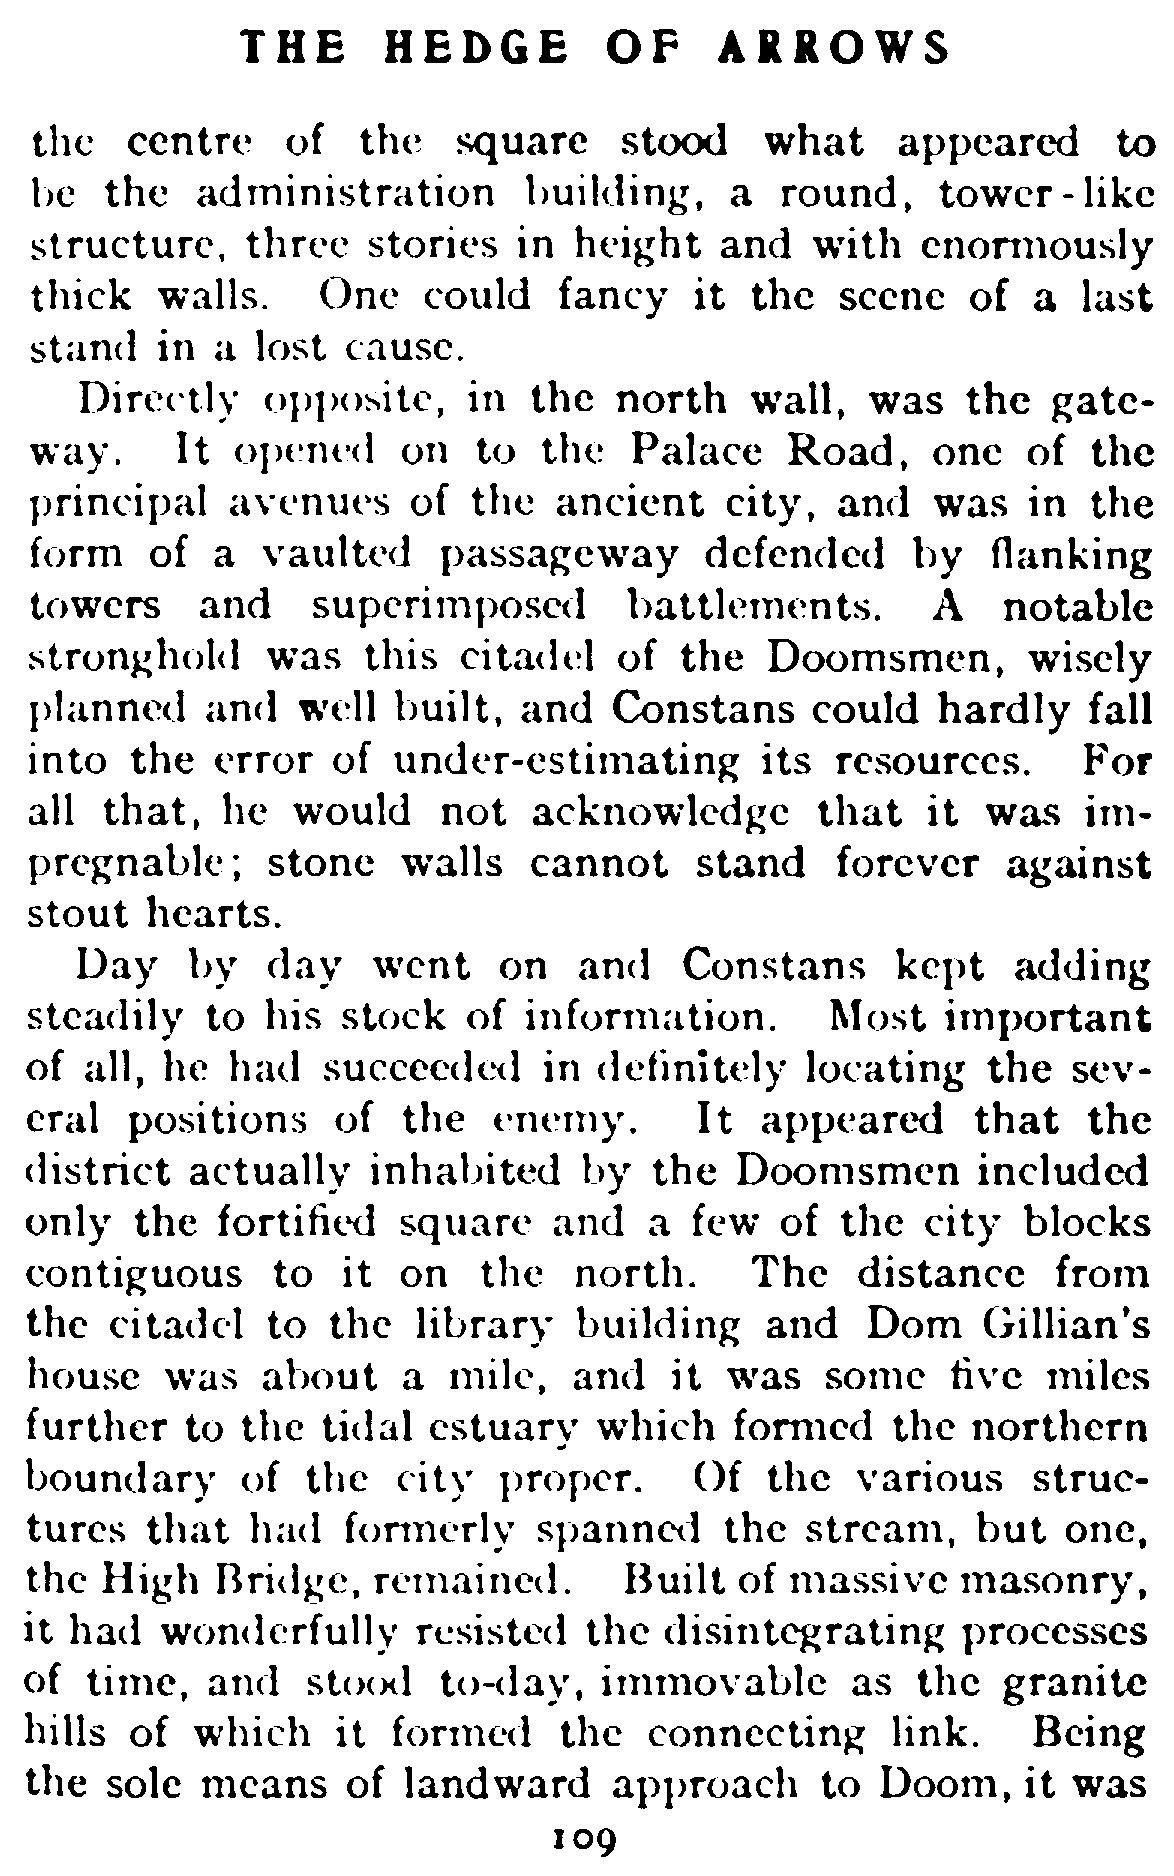 THE HEDGE OF ARROWS
the centre of the square stood what appeared to
be the administration building, a round, tower-like
structure, three stories in height and with enormously
thick walls. One could fancy it the scene of a last
stand in a lost cause.
Directly opposite, in the north wall, was the gate-
way. It opened on to the Palace Road, one of the
principal avenues of the ancient city, and was in the
form of a vaulted passageway defended by flanking
towers and superimposed battlements. A notable
stronghold was this citadel of the Doomsmen, wisely
planned and well built, and Constans could hardly fall
into the error of under-estimating its resources. For
all that, he would not acknowledge that it was im-
pregnable; stone walls cannot stand forever against
stout hearts.
Day by day went on and Constans kept adding
steadily to his stock of information. Most important
of all, he had succeeded in definitely locating the sev-
eral positions of the enemy. It appeared that the
district actually inhabited by the Doomsmen included
only the fortified square and a few of the city blocks
contiguous to it on the north. The distance from
the citadel to the library building and Dom Gillian's
house was about a mile, and it was some five miles
further to the tidal estuary which formed the northern
boundary of the city proper. Of the various struc-
tures that had formerly spanned the stream, but one,
the High Bridge, remained. Built of massive masonry,
it had wonderfully resisted the disintegrating processes
of time, and stood to-day, immovable as the granite
hills of which it formed the connecting link. Being
the sole means of landward approach to Doom, it was
109